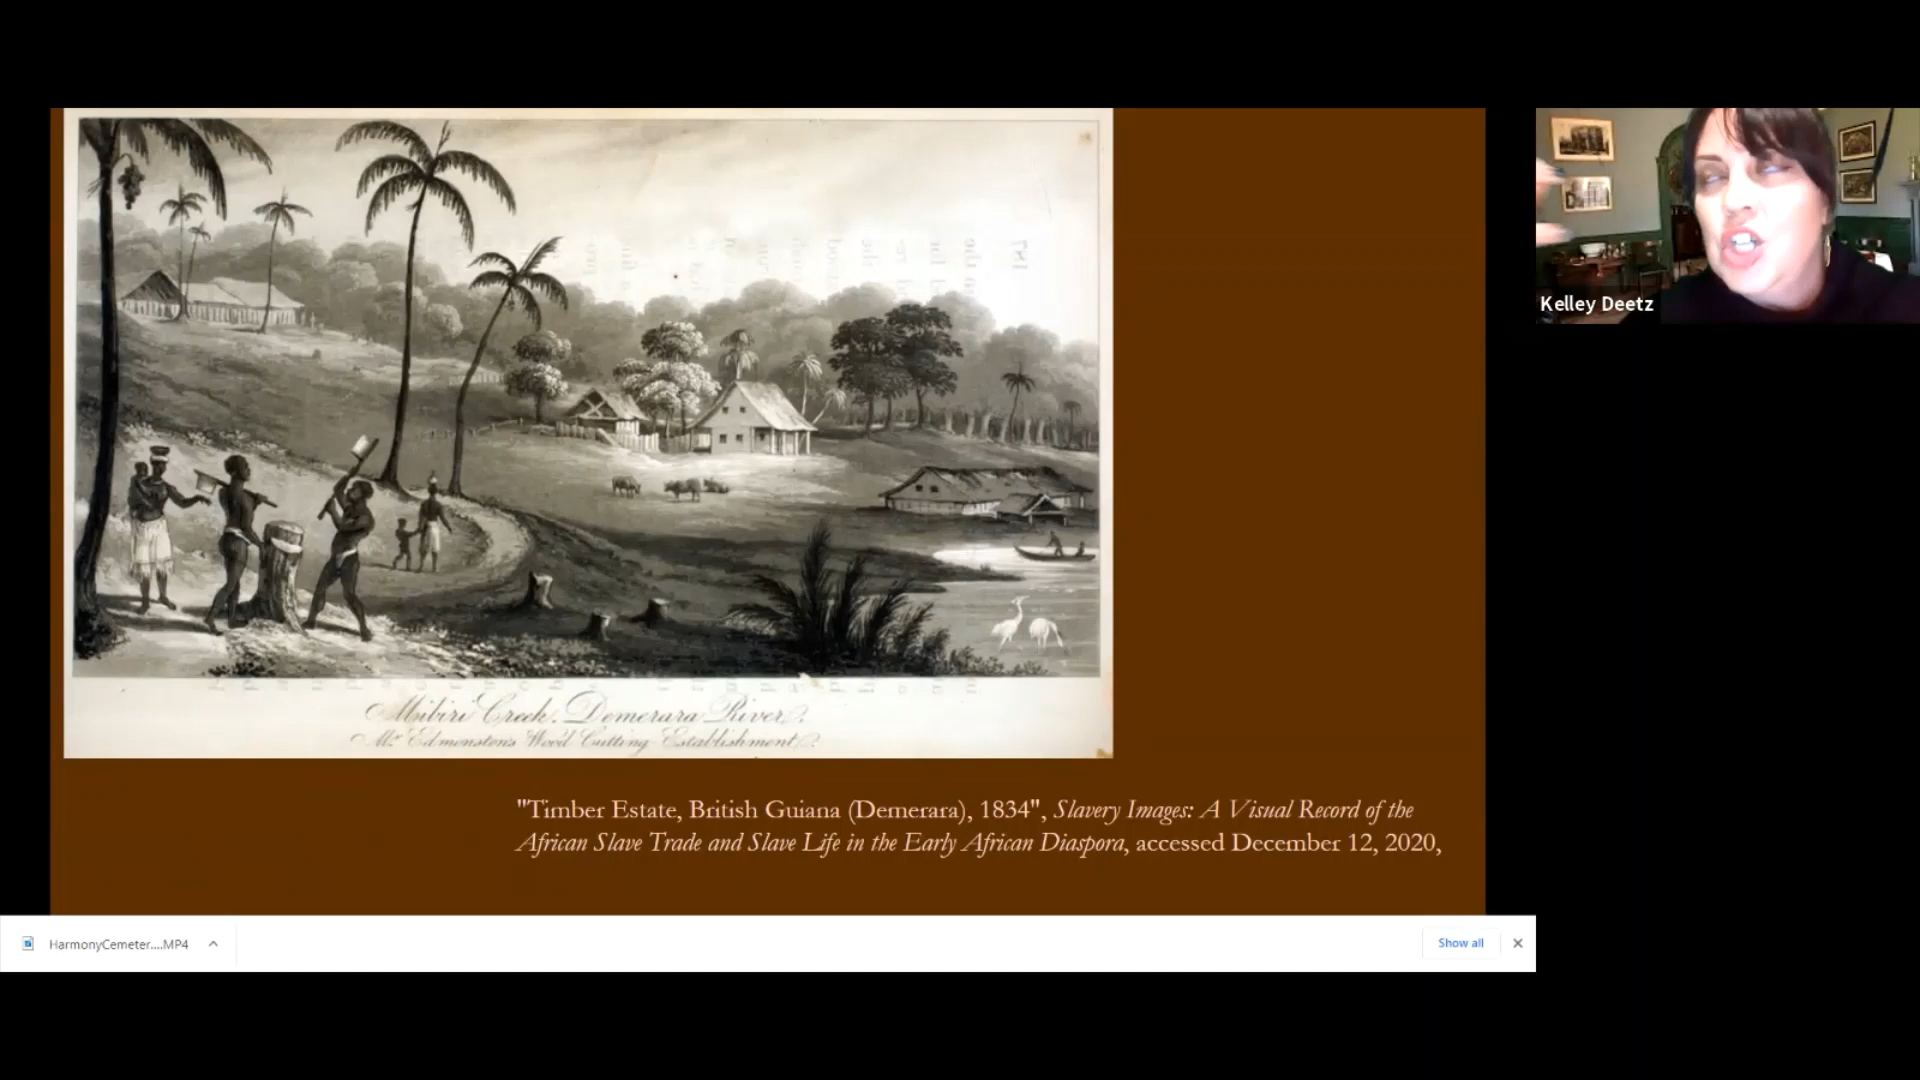 Mibiri Creek. Demerara River.
Mr. Edmonston's Wood Cutting Establishment.
"Timber Estate, British Guiana (Demerara), 1834", Slavery Images: A Visual Record of the
African Slave Trade and Slave Life in the Early African Diaspora, accessed December 12, 2020,
Kelley Deetz
HarmonyCemeter....MP4
Show all